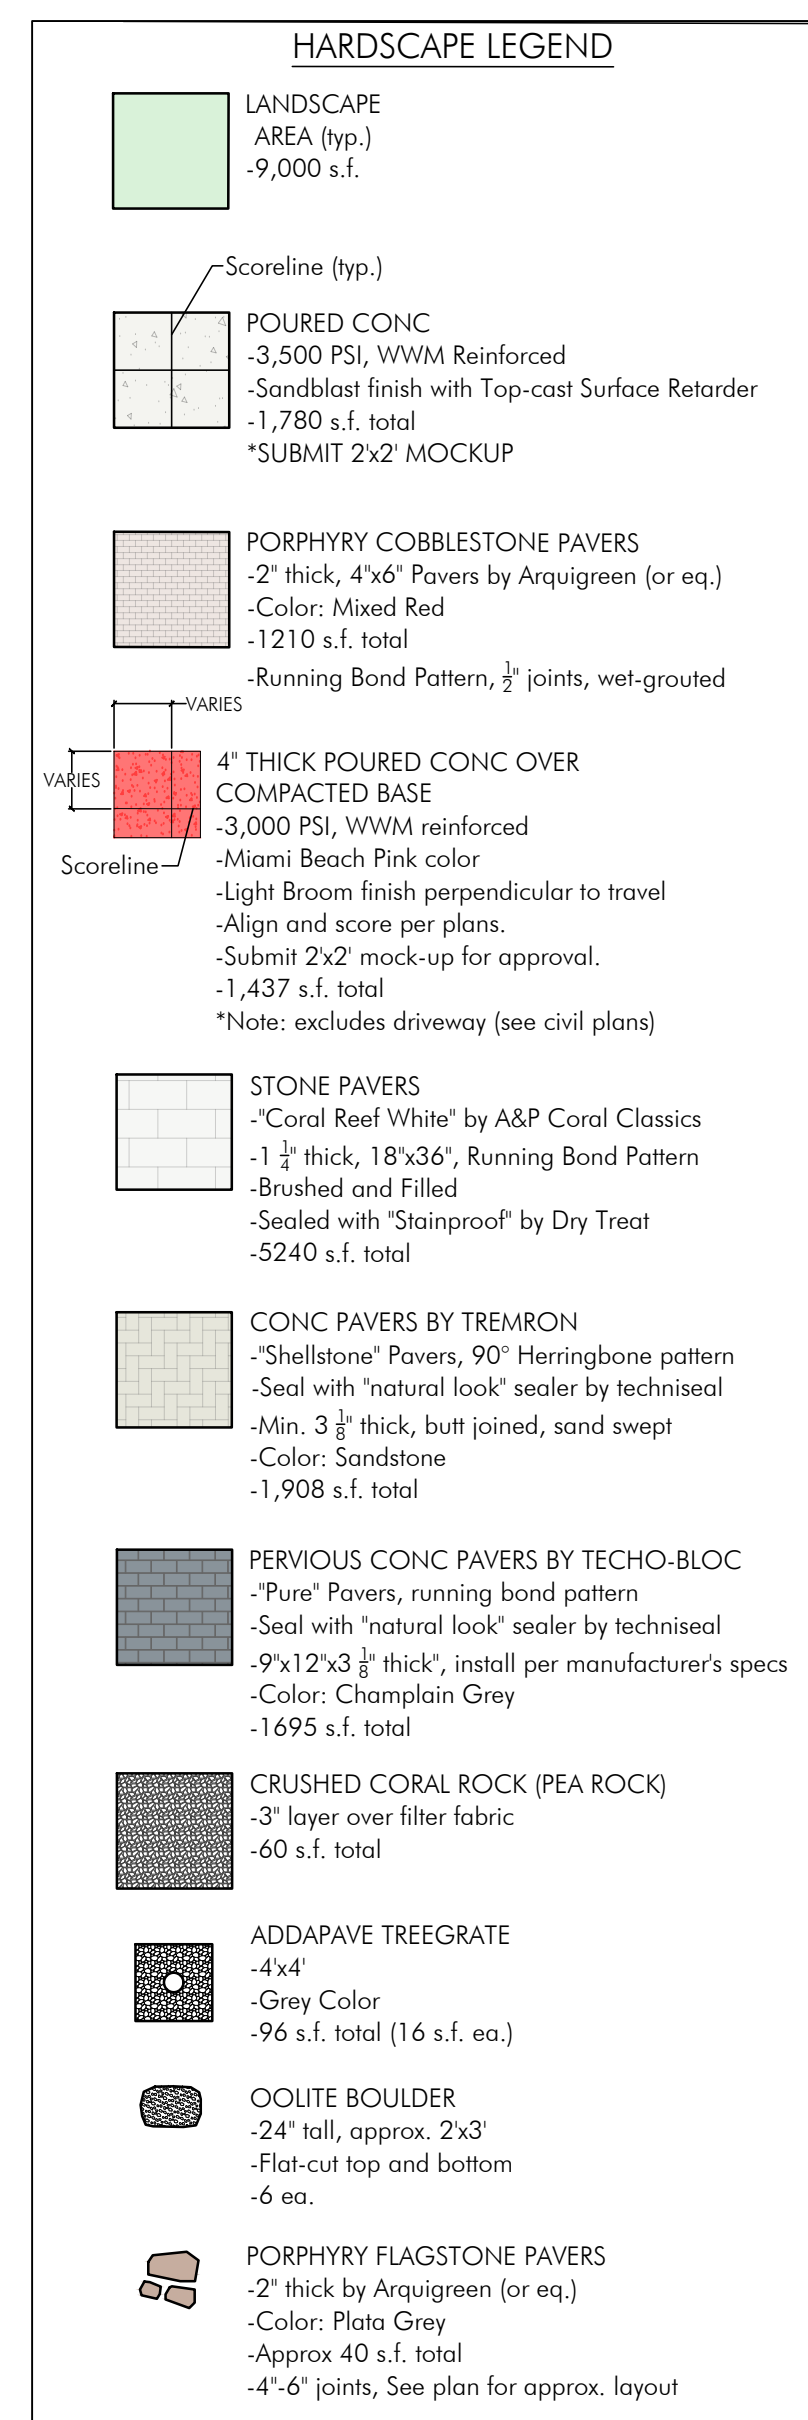 HARDSCAPE LEGEND
LANDSCAPE
AREA (typ.)
-9,000 s.f.
Scoreline (typ.)
POURED CONC
-3,500 PSI, WWM Reinforced
-Sandblast finish with Top-cast Surface Retarder
-1,780 s.f. total
*SUBMIT 2'x2' MOCKUP
PORPHYRY COBBLESTONE PAVERS
-2" thick, 4"x6" Pavers by Arquigreen (or eq.)
-Color: Mixed Red
-1210 s.f. total
-Running Bond Pattern, 1/2" joints, wet-grouted
VARIES
VARIES
Scoreline
4" THICK POURED CONC OVER
COMPACTED BASE
-3,000 PSI, WWM reinforced
-Miami Beach Pink color
-Light Broom finish perpendicular to travel
-Align and score per plans.
-Submit 2'x2' mock-up for approval.
-1,437 s.f. total
*Note: excludes driveway (see civil plans)
STONE PAVERS
-"Coral Reef White" by A&P Coral Classics
-1 1/4" thick, 18"x36", Running Bond Pattern
-Brushed and Filled
-Sealed with "Stainproof" by Dry Treat
-5240 s.f. total
CONC PAVERS BY TREMRON
-"Shellstone" Pavers, 90° Herringbone pattern
-Seal with "natural look" sealer by techniseal
-Min. 3 1/8" thick, butt joined, sand swept
-Color: Sandstone
-1,908 s.f. total
PERVIOUS CONC PAVERS BY TECHO-BLOC
-"Pure" Pavers, running bond pattern
-Seal with "natural look" sealer by techniseal
-9"x12"x3 1/8" thick", install per manufacturer's specs
-Color: Champlain Grey
-1695 s.f. total
CRUSHED CORAL ROCK (PEA ROCK)
-3" layer over filter fabric
-60 s.f. total
ADDAPAVE TREEGRATE
-4'x4'
-Grey Color
-96 s.f. total (16 s.f. ea.)
OOLITE BOULDER
-24" tall, approx. 2'x3'
-Flat-cut top and bottom
-6 ea.
PORPHYRY FLAGSTONE PAVERS
-2" thick by Arquigreen (or eq.)
-Color: Plata Grey
-Approx 40 s.f. total
-4"-6" joints, See plan for approx. layout